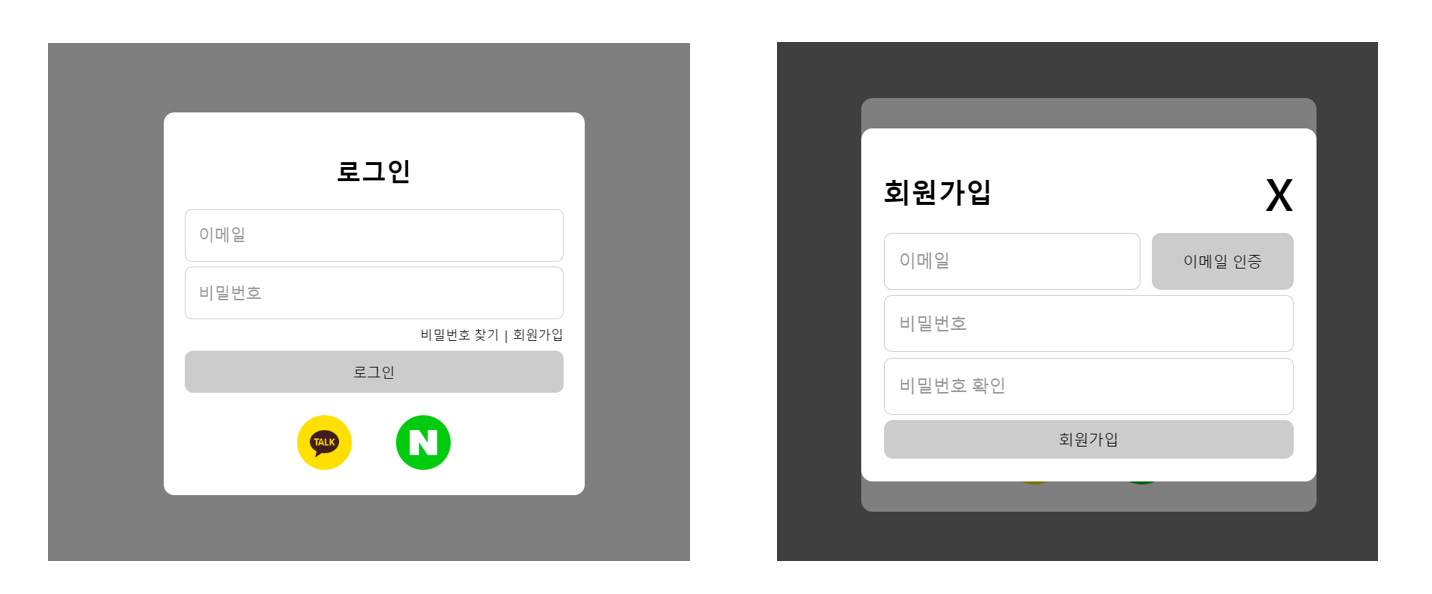 로그인
이메일
비밀번호
비밀번호 찾기 | 회원가입
로그인
TALK
N
회원가입
X
이메일
이메일 인증
비밀번호
비밀번호 확인
회원가입